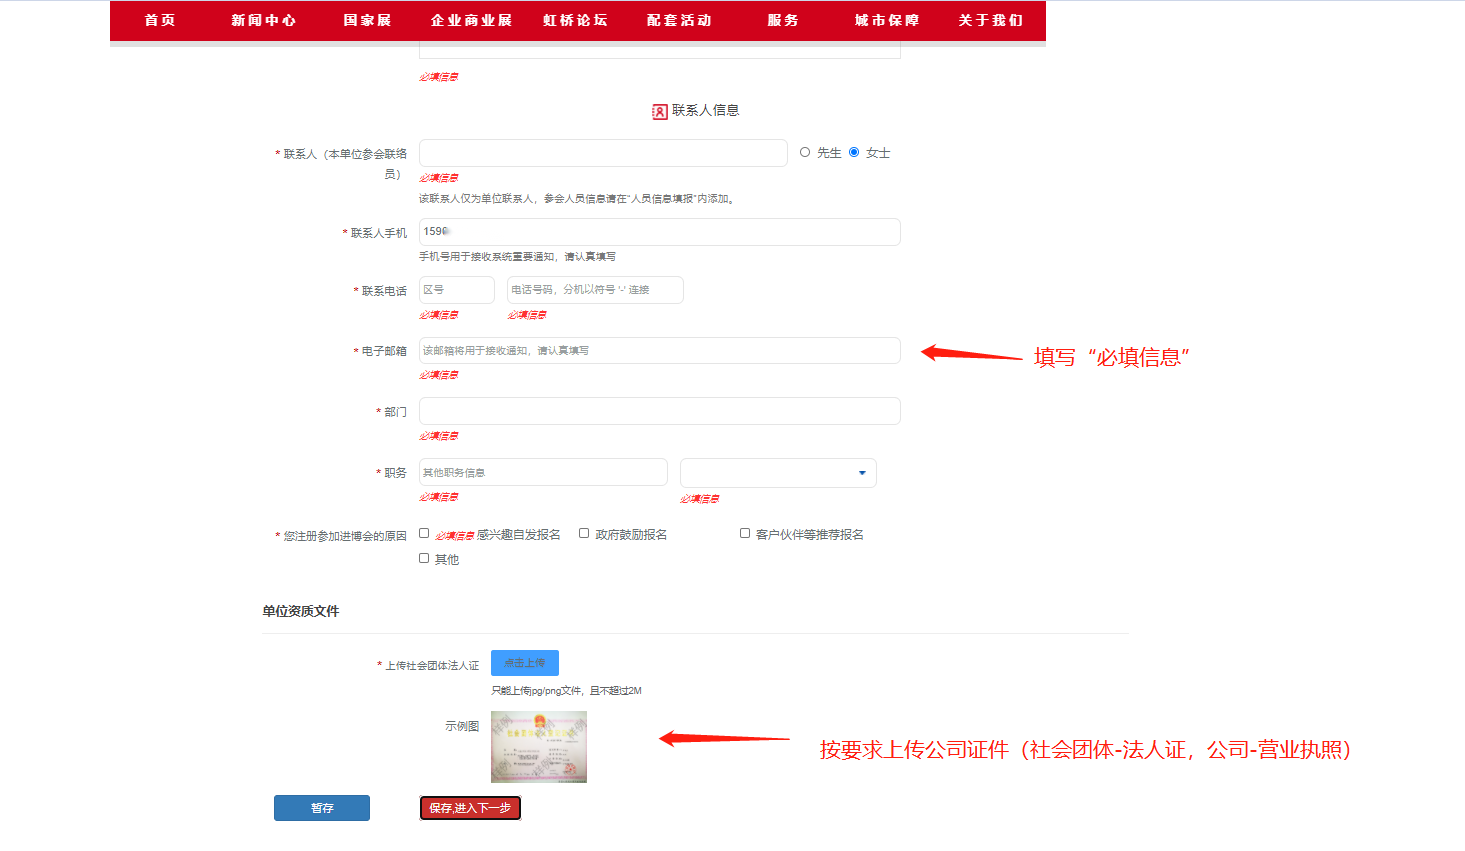 首页 新闻中心 国家展 企业商业展 虹桥论坛 配套活动 服务 城市保障 关于我们
必填信息
联系人信息
* 联系人（本单位参会联络员） 先生 女士
必填信息
该联系人仅为单位联系人，参会人员信息请在"人员信息填报"内添加。
* 联系人手机 159
手机号用于接收系统重要通知，请认真填写
* 联系电话 区号 电话号码，分机以符号 '-' 连接
必填信息 必填信息
* 电子邮箱 该邮箱将用于接收通知，请认真填写
必填信息
填写“必填信息”
* 部门
必填信息
* 职务 其他职务信息
必填信息 必填信息
* 您注册参加进博会的原因 必填信息 感兴趣自发报名 政府鼓励报名 客户伙伴等推荐报名
其他
单位资质文件
* 上传社会团体法人证 点击上传
只能上传jpg/png文件，且不超过2M
示例图
按要求上传公司证件（社会团体-法人证，公司-营业执照）
暂存 保存,进入下一步